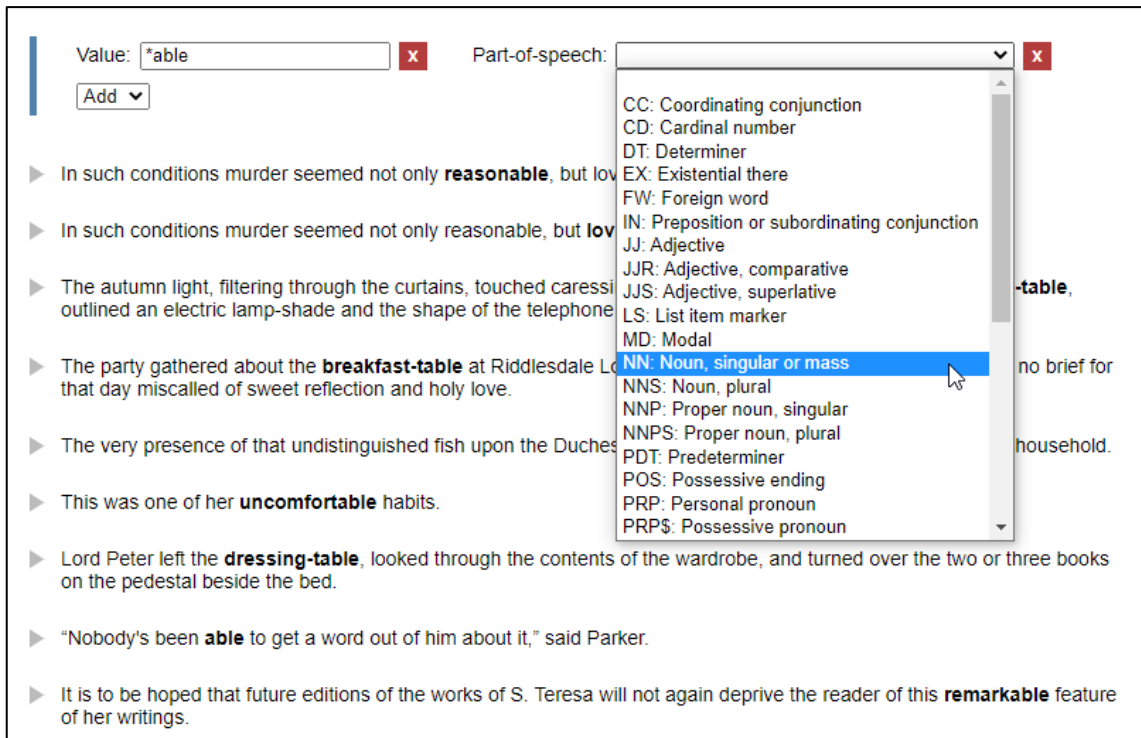 Value: *able x Part-of-speech: x
Add
CC: Coordinating conjunction
CD: Cardinal number
DT: Determiner
EX: Existential there
FW: Foreign word
IN: Preposition or subordinating conjunction
JJ: Adjective
JJR: Adjective, comparative
JJS: Adjective, superlative
LS: List item marker
MD: Modal
NN: Noun, singular or mass
NNS: Noun, plural
NNP: Proper noun, singular
NNPS: Proper noun, plural
PDT: Predeterminer
POS: Possessive ending
PRP: Personal pronoun
PRP$: Possessive pronoun
In such conditions murder seemed not only reasonable, but lov
In such conditions murder seemed not only reasonable, but lov
The autumn light, filtering through the curtains, touched caressi -table,
outlined an electric lamp-shade and the shape of the telephone
The party gathered about the breakfast-table at Riddlesdale Lo no brief for
that day miscalled of sweet reflection and holy love.
The very presence of that undistinguished fish upon the Duches household.
This was one of her uncomfortable habits.
Lord Peter left the dressing-table, looked through the contents of the wardrobe, and turned over the two or three books
on the pedestal beside the bed.
“Nobody's been able to get a word out of him about it,” said Parker.
It is to be hoped that future editions of the works of S. Teresa will not again deprive the reader of this remarkable feature
of her writings.